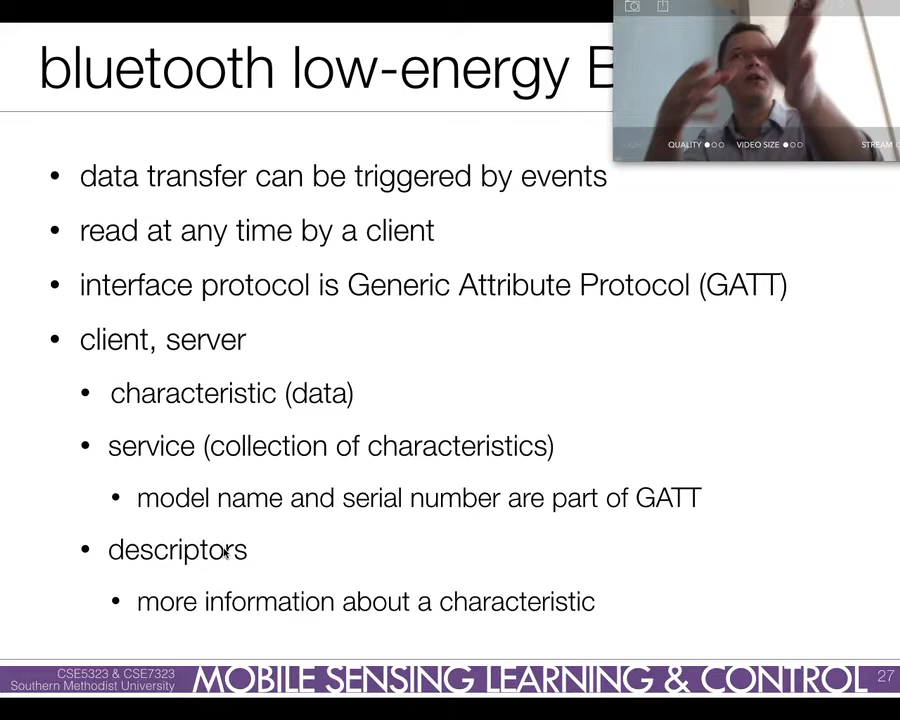 bluetooth low-energy
QUALITY VIDEO SIZE STREAM
• data transfer can be triggered by events
• read at any time by a client
• interface protocol is Generic Attribute Protocol (GATT)
• client, server
• characteristic (data)
• service (collection of characteristics)
• model name and serial number are part of GATT
• descriptors
• more information about a characteristic
CSE5323 & CSE7323
Southern Methodist University
MOBILE SENSING LEARNING & CONTROL
27